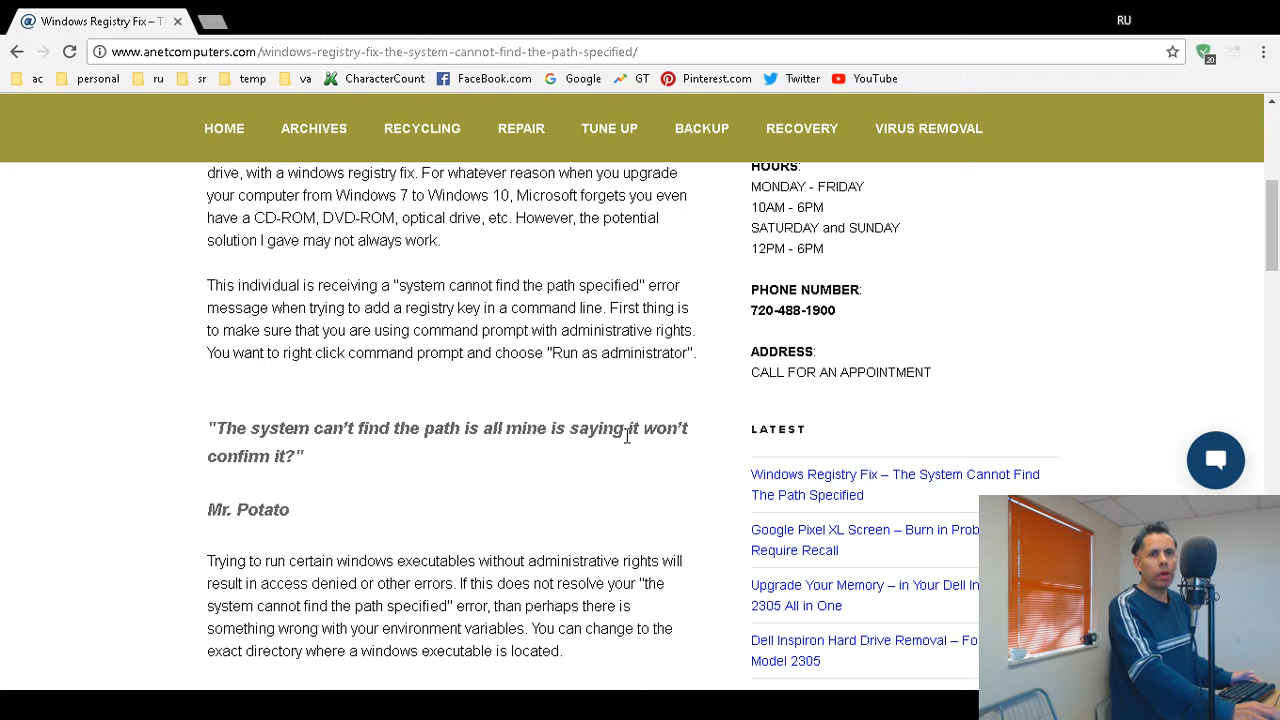 RU
@ Windows Registry Fix – T
www.anetcomputers.com/windows-registry-fix-the-system-cannot-find-the-path-specified/
20
ac personal ru sr temp va CharacterCount FaceBook.com Google GT Pinterest.com Twitter YouTube
HOME ARCHIVES RECYCLING REPAIR TUNE UP BACKUP RECOVERY VIRUS REMOVAL
drive, with a windows registry fix. For whatever reason when you upgrade
your computer from Windows 7 to Windows 10, Microsoft forgets you even
have a CD-ROM, DVD-ROM, optical drive, etc. However, the potential
solution I gave may not always work.
This individual is receiving a "system cannot find the path specified" error
message when trying to add a registry key in a command line. First thing is
to make sure that you are using command prompt with administrative rights.
You want to right click command prompt and choose "Run as administrator".
"The system can’t find the path is all mine is saying it won’t
confirm it?"
Mr. Potato
Trying to run certain windows executables without administrative rights will
result in access denied or other errors. If this does not resolve your "the
system cannot find the path specified" error, than perhaps there is
something wrong with your environment variables. You can change to the
exact directory where a windows executable is located.
HOURS:
MONDAY - FRIDAY
10AM - 6PM
SATURDAY and SUNDAY
12PM - 6PM
PHONE NUMBER:
720-488-1900
ADDRESS:
CALL FOR AN APPOINTMENT
LATEST
Windows Registry Fix – The System Cannot Find
The Path Specified
Google Pixel XL Screen – Burn in Prob
Require Recall
Upgrade Your Memory – in Your Dell In
2305 All in One
Dell Inspiron Hard Drive Removal – Fo
Model 2305